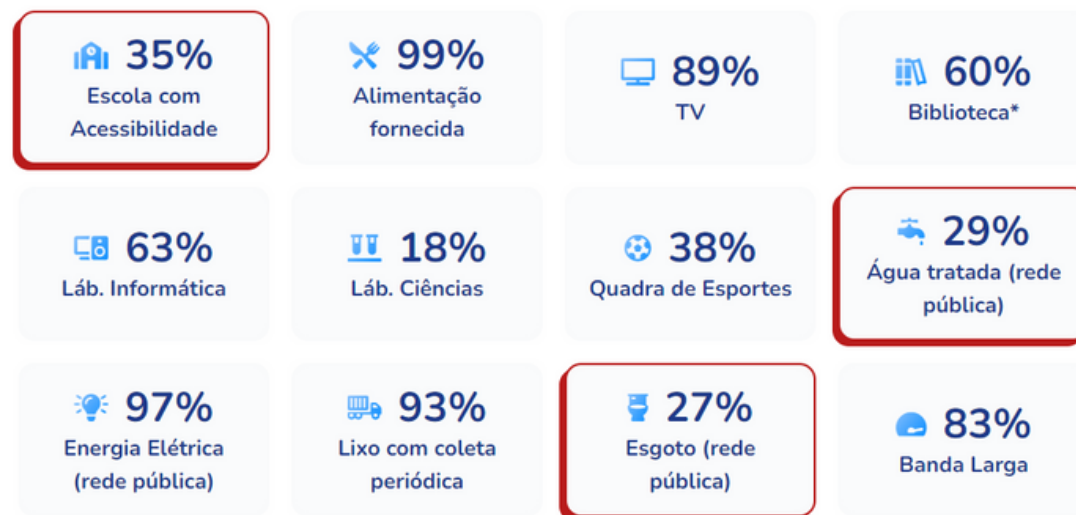 35%
Escola com
Acessibilidade
99%
Alimentação
fornecida
89%
TV
60%
Biblioteca*
63%
Láb. Informática
18%
Láb. Ciências
38%
Quadra de Esportes
29%
Água tratada (rede
pública)
97%
Energia Elétrica
(rede pública)
93%
Lixo com coleta
periódica
27%
Esgoto (rede
pública)
83%
Banda Larga